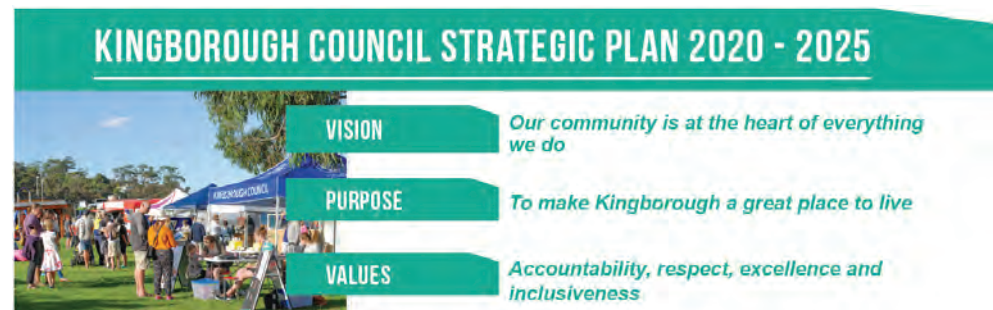 KINGBOROUGH COUNCIL STRATEGIC PLAN 2020 - 2025
VISION
Our community is at the heart of everything
we do
KINGBOROUGH COUNCIL
PURPOSE
To make Kingborough a great place to live
VALUES
Accountability, respect, excellence and
inclusiveness